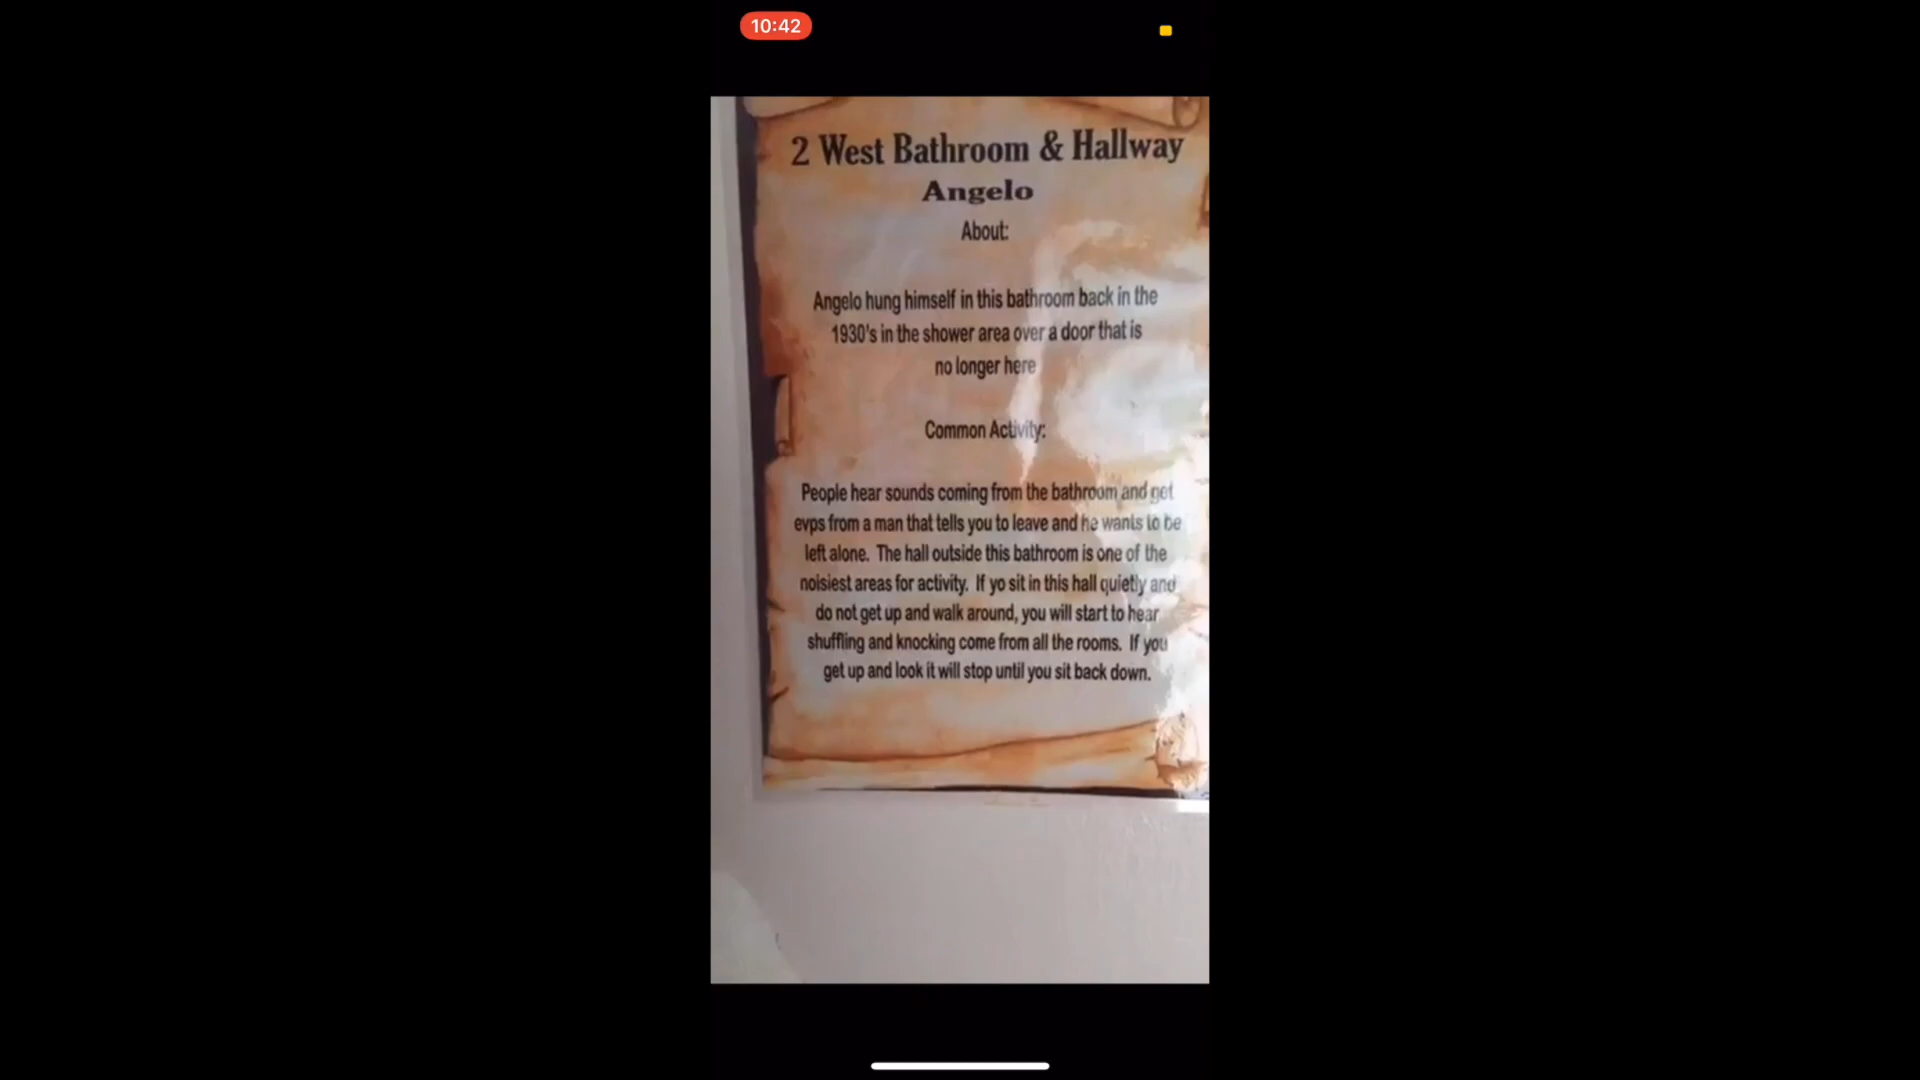 10:42
2 West Bathroom & Hallway
Angelo
About:
Angelo hung himself in this bathroom back in the
1930's in the shower area over a door that is
no longer here
Common Activity:
People hear sounds coming from the bathroom and get
evps from a man that tells you to leave and he wants to be
left alone. The hall outside this bathroom is one of the
noisiest areas for activity. If yo sit in this hall quietly and
do not get up and walk around, you will start to hear
shuffling and knocking come from all the rooms. If you
get up and look it will stop until you sit back down.